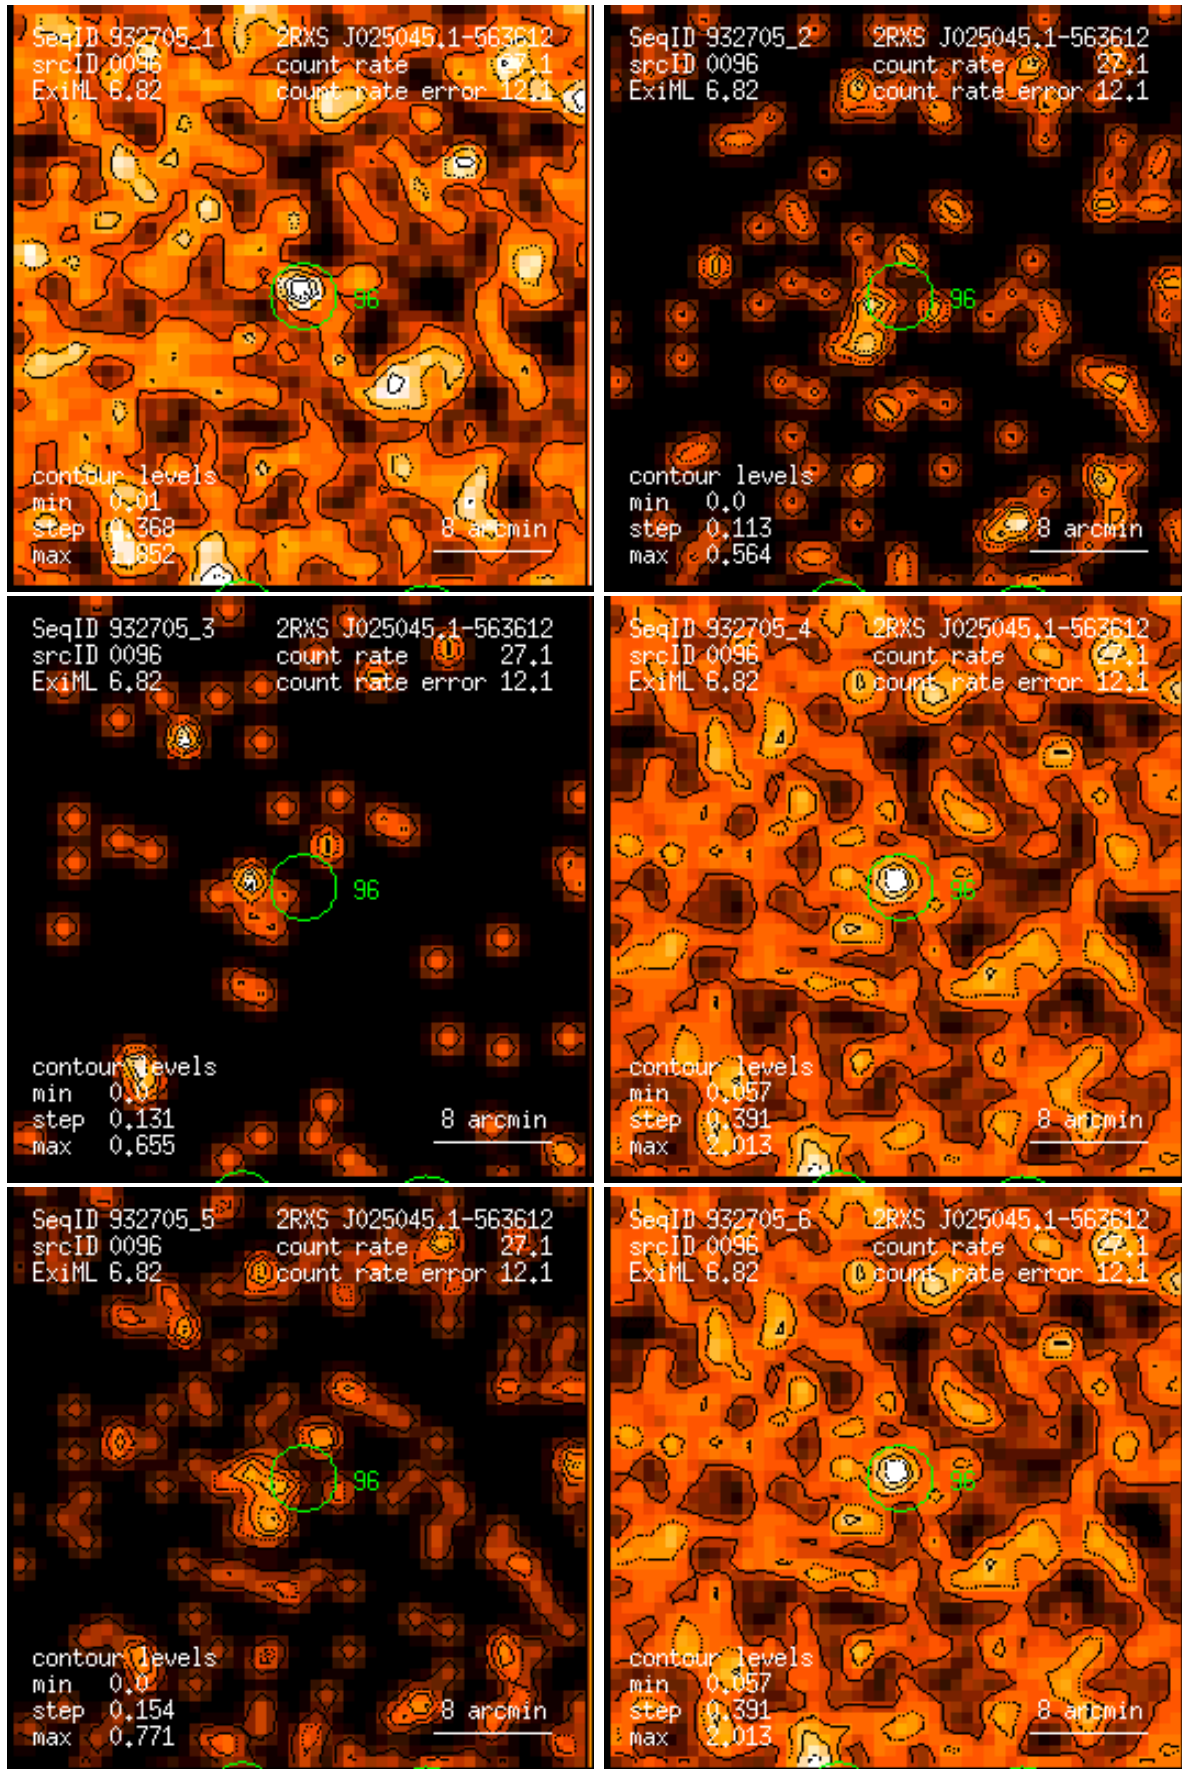 SeqID 932705_1 2RXS J025045.1-563612
srcID 0096 count rate 27.1
ExiML 6.82 count rate error 12.1
96
contour levels
min 0.01
step 0.368
max 1.852
8 arcmin
SeqID 932705_2 2RXS J025045.1-563612
srcID 0096 count rate 27.1
ExiML 6.82 count rate error 12.1
96
contour levels
min 0.0
step 0.113
max 0.564
8 arcmin
SeqID 932705_3 2RXS J025045.1-563612
srcID 0096 count rate 27.1
ExiML 6.82 count rate error 12.1
96
contour levels
min 0.0
step 0.131
max 0.655
8 arcmin
SeqID 932705_4 2RXS J025045.1-563612
srcID 0096 count rate 27.1
ExiML 6.82 count rate error 12.1
96
contour levels
min 0.057
step 0.391
max 2.013
8 arcmin
SeqID 932705_5 2RXS J025045.1-563612
srcID 0096 count rate 27.1
ExiML 6.82 count rate error 12.1
96
contour levels
min 0.0
step 0.154
max 0.771
8 arcmin
SeqID 932705_6 2RXS J025045.1-563612
srcID 0096 count rate 27.1
ExiML 6.82 count rate error 12.1
96
contour levels
min 0.057
step 0.391
max 2.013
8 arcmin